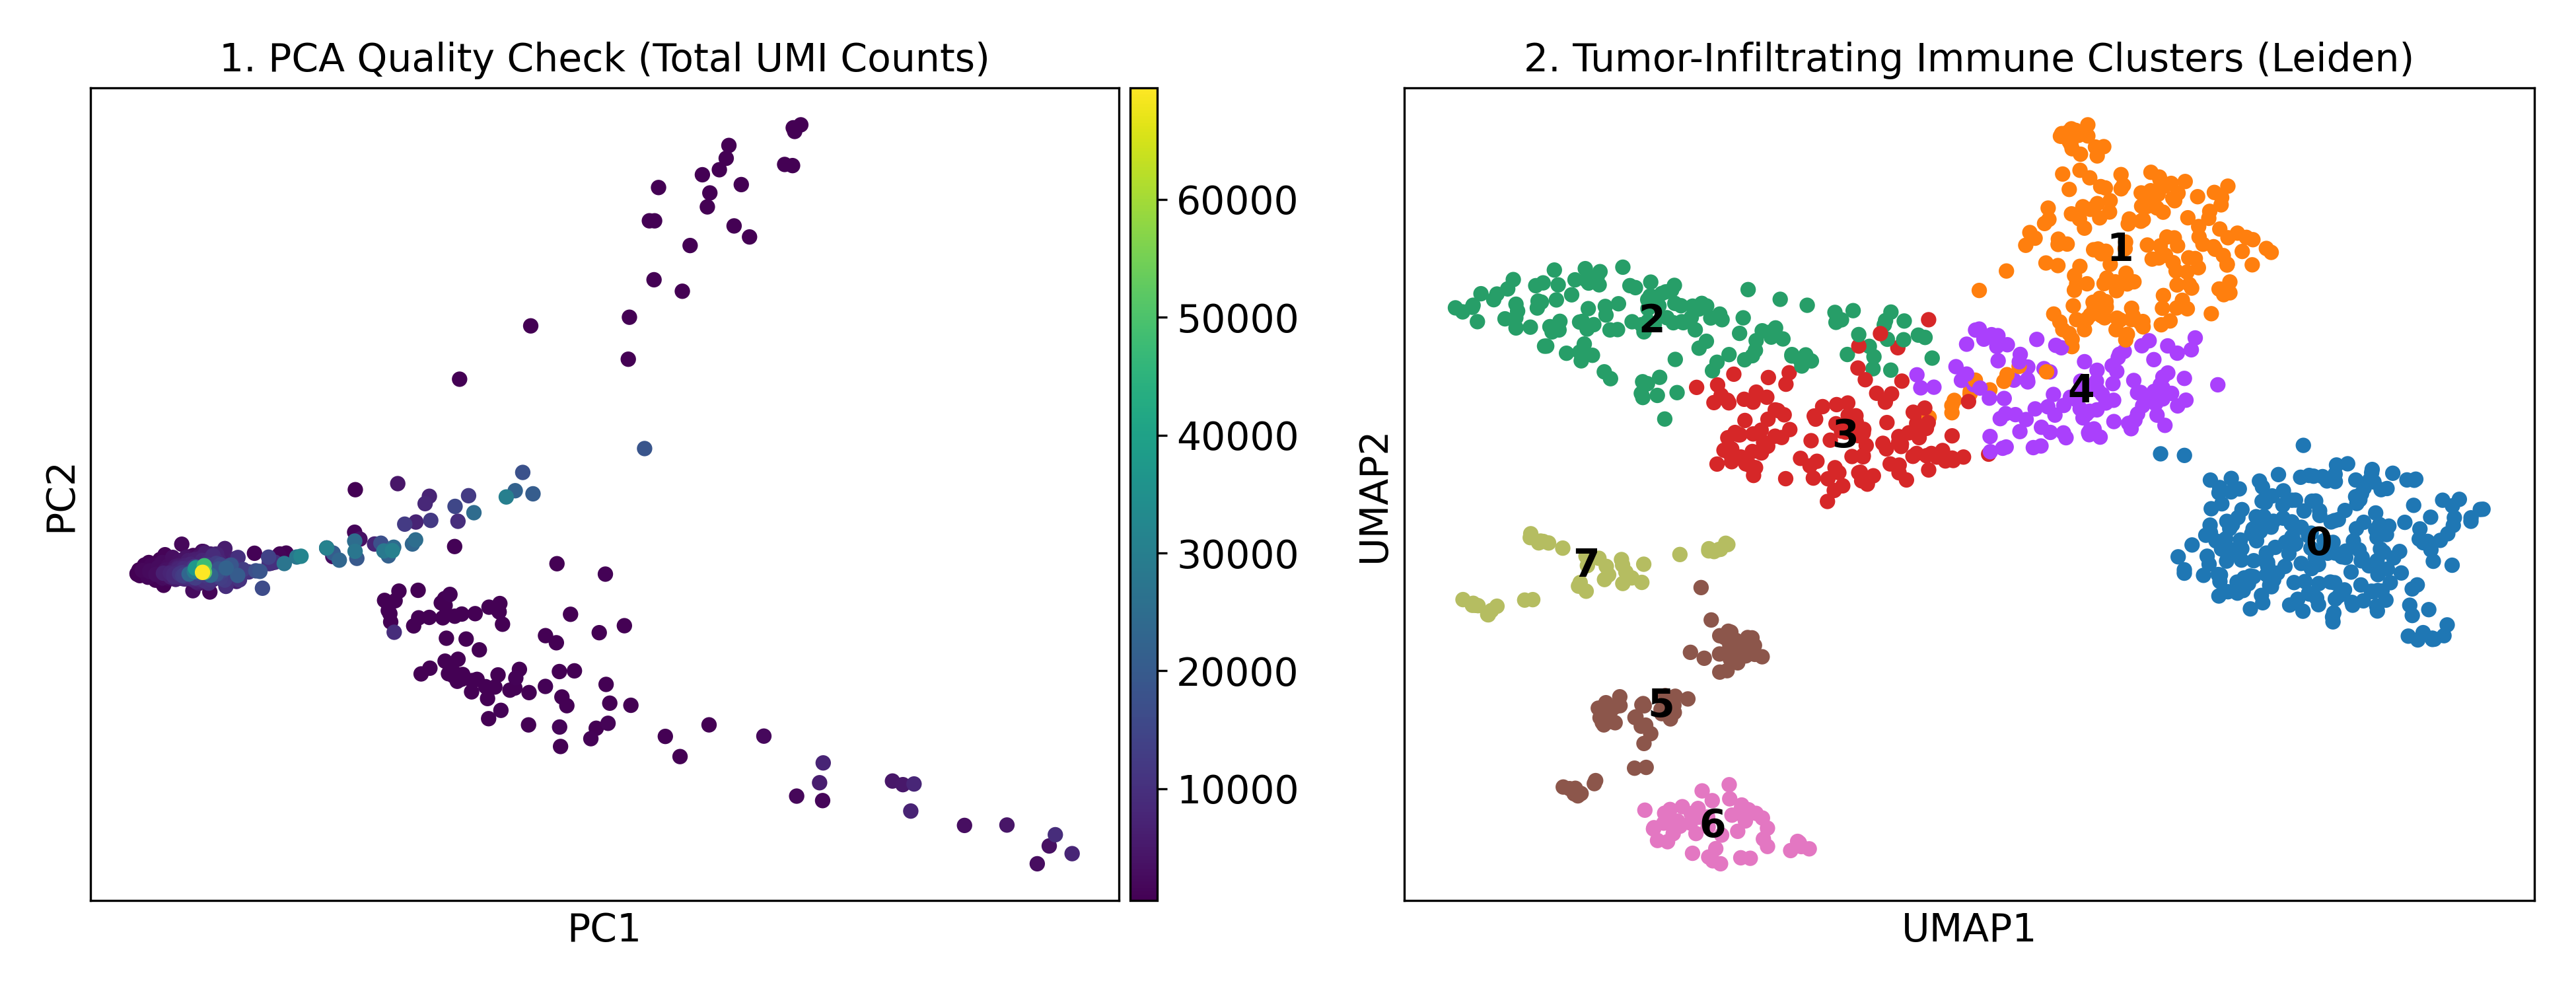 1. PCA Quality Check (Total UMI Counts)
PC2
PC1
60000
50000
40000
30000
20000
10000
2. Tumor-Infiltrating Immune Clusters (Leiden)
UMAP2
UMAP1
1
2
4
3
0
7
5
6